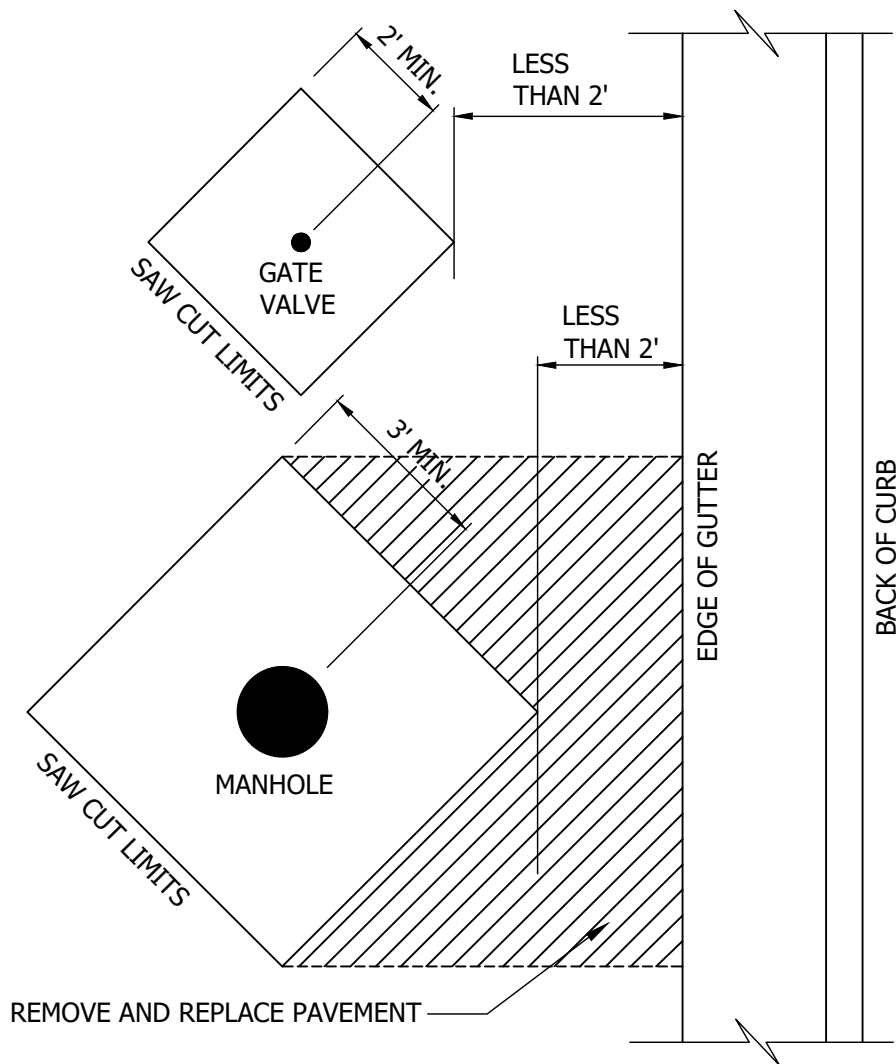 2' MIN.
LESS
THAN 2'
GATE
VALVE
SAW CUT LIMITS
LESS
THAN 2'
3' MIN.
EDGE OF GUTTER
BACK OF CURB
MANHOLE
SAW CUT LIMITS
REMOVE AND REPLACE PAVEMENT